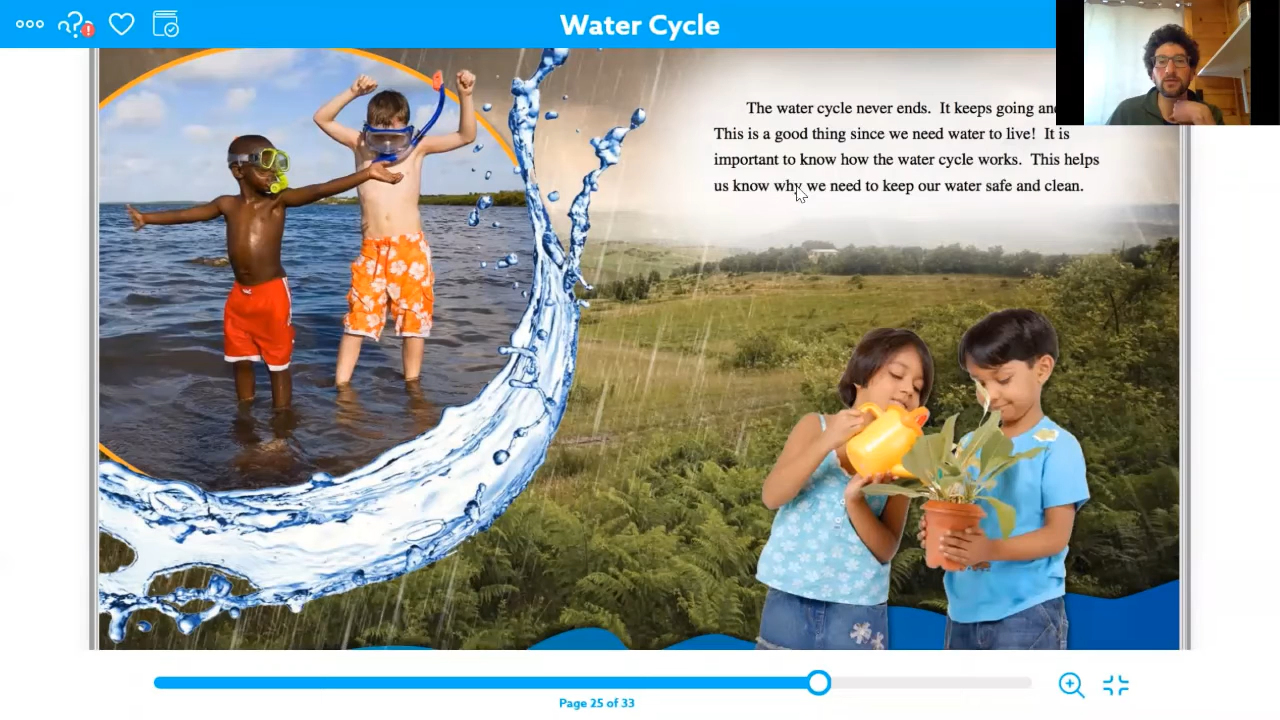 Water Cycle
The water cycle never ends. It keeps going and
This is a good thing since we need water to live! It is
important to know how the water cycle works. This helps
us know why we need to keep our water safe and clean.
Page 25 of 33